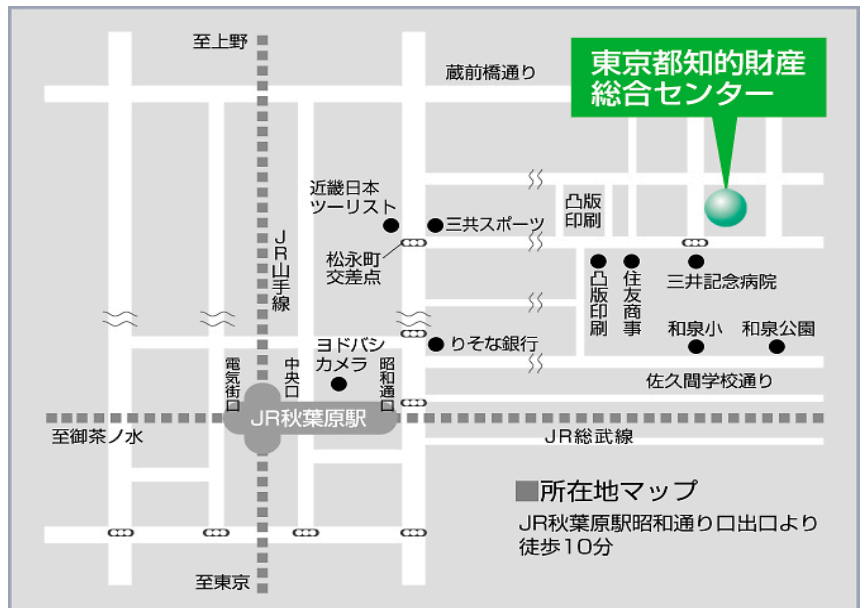 至上野
蔵前橋通り
東京都知的財産
総合センター
近畿日本
ツーリスト
凸版
印刷
三共スポーツ
JR山手線
松永町
交差点
凸版印刷
住友商事
三井記念病院
ヨドバシ
カメラ
りそな銀行
和泉小
和泉公園
電気街口
中央口
昭和通口
佐久間学校通り
JR秋葉原駅
至御茶ノ水
JR総武線
■所在地マップ
JR秋葉原駅昭和通り口出口より
徒歩10分
至東京